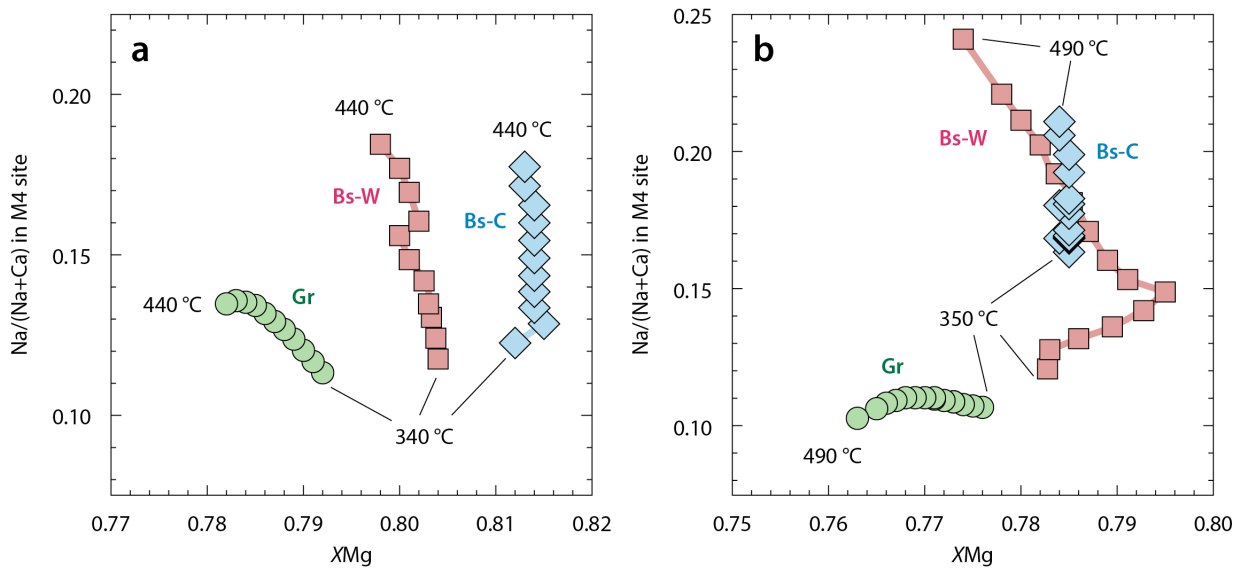 a
Na/(Na+Ca) in M4 site
0.20
0.15
0.10
440 °C
440 °C
Bs-W
Bs-C
440 °C
Gr
340 °C
0.77
0.78
0.79
0.80
0.81
0.82
XMg
b
Na/(Na+Ca) in M4 site
0.25
0.20
0.15
0.10
490 °C
Bs-W
Bs-C
350 °C
Gr
490 °C
0.75
0.76
0.77
0.78
0.79
0.80
XMg